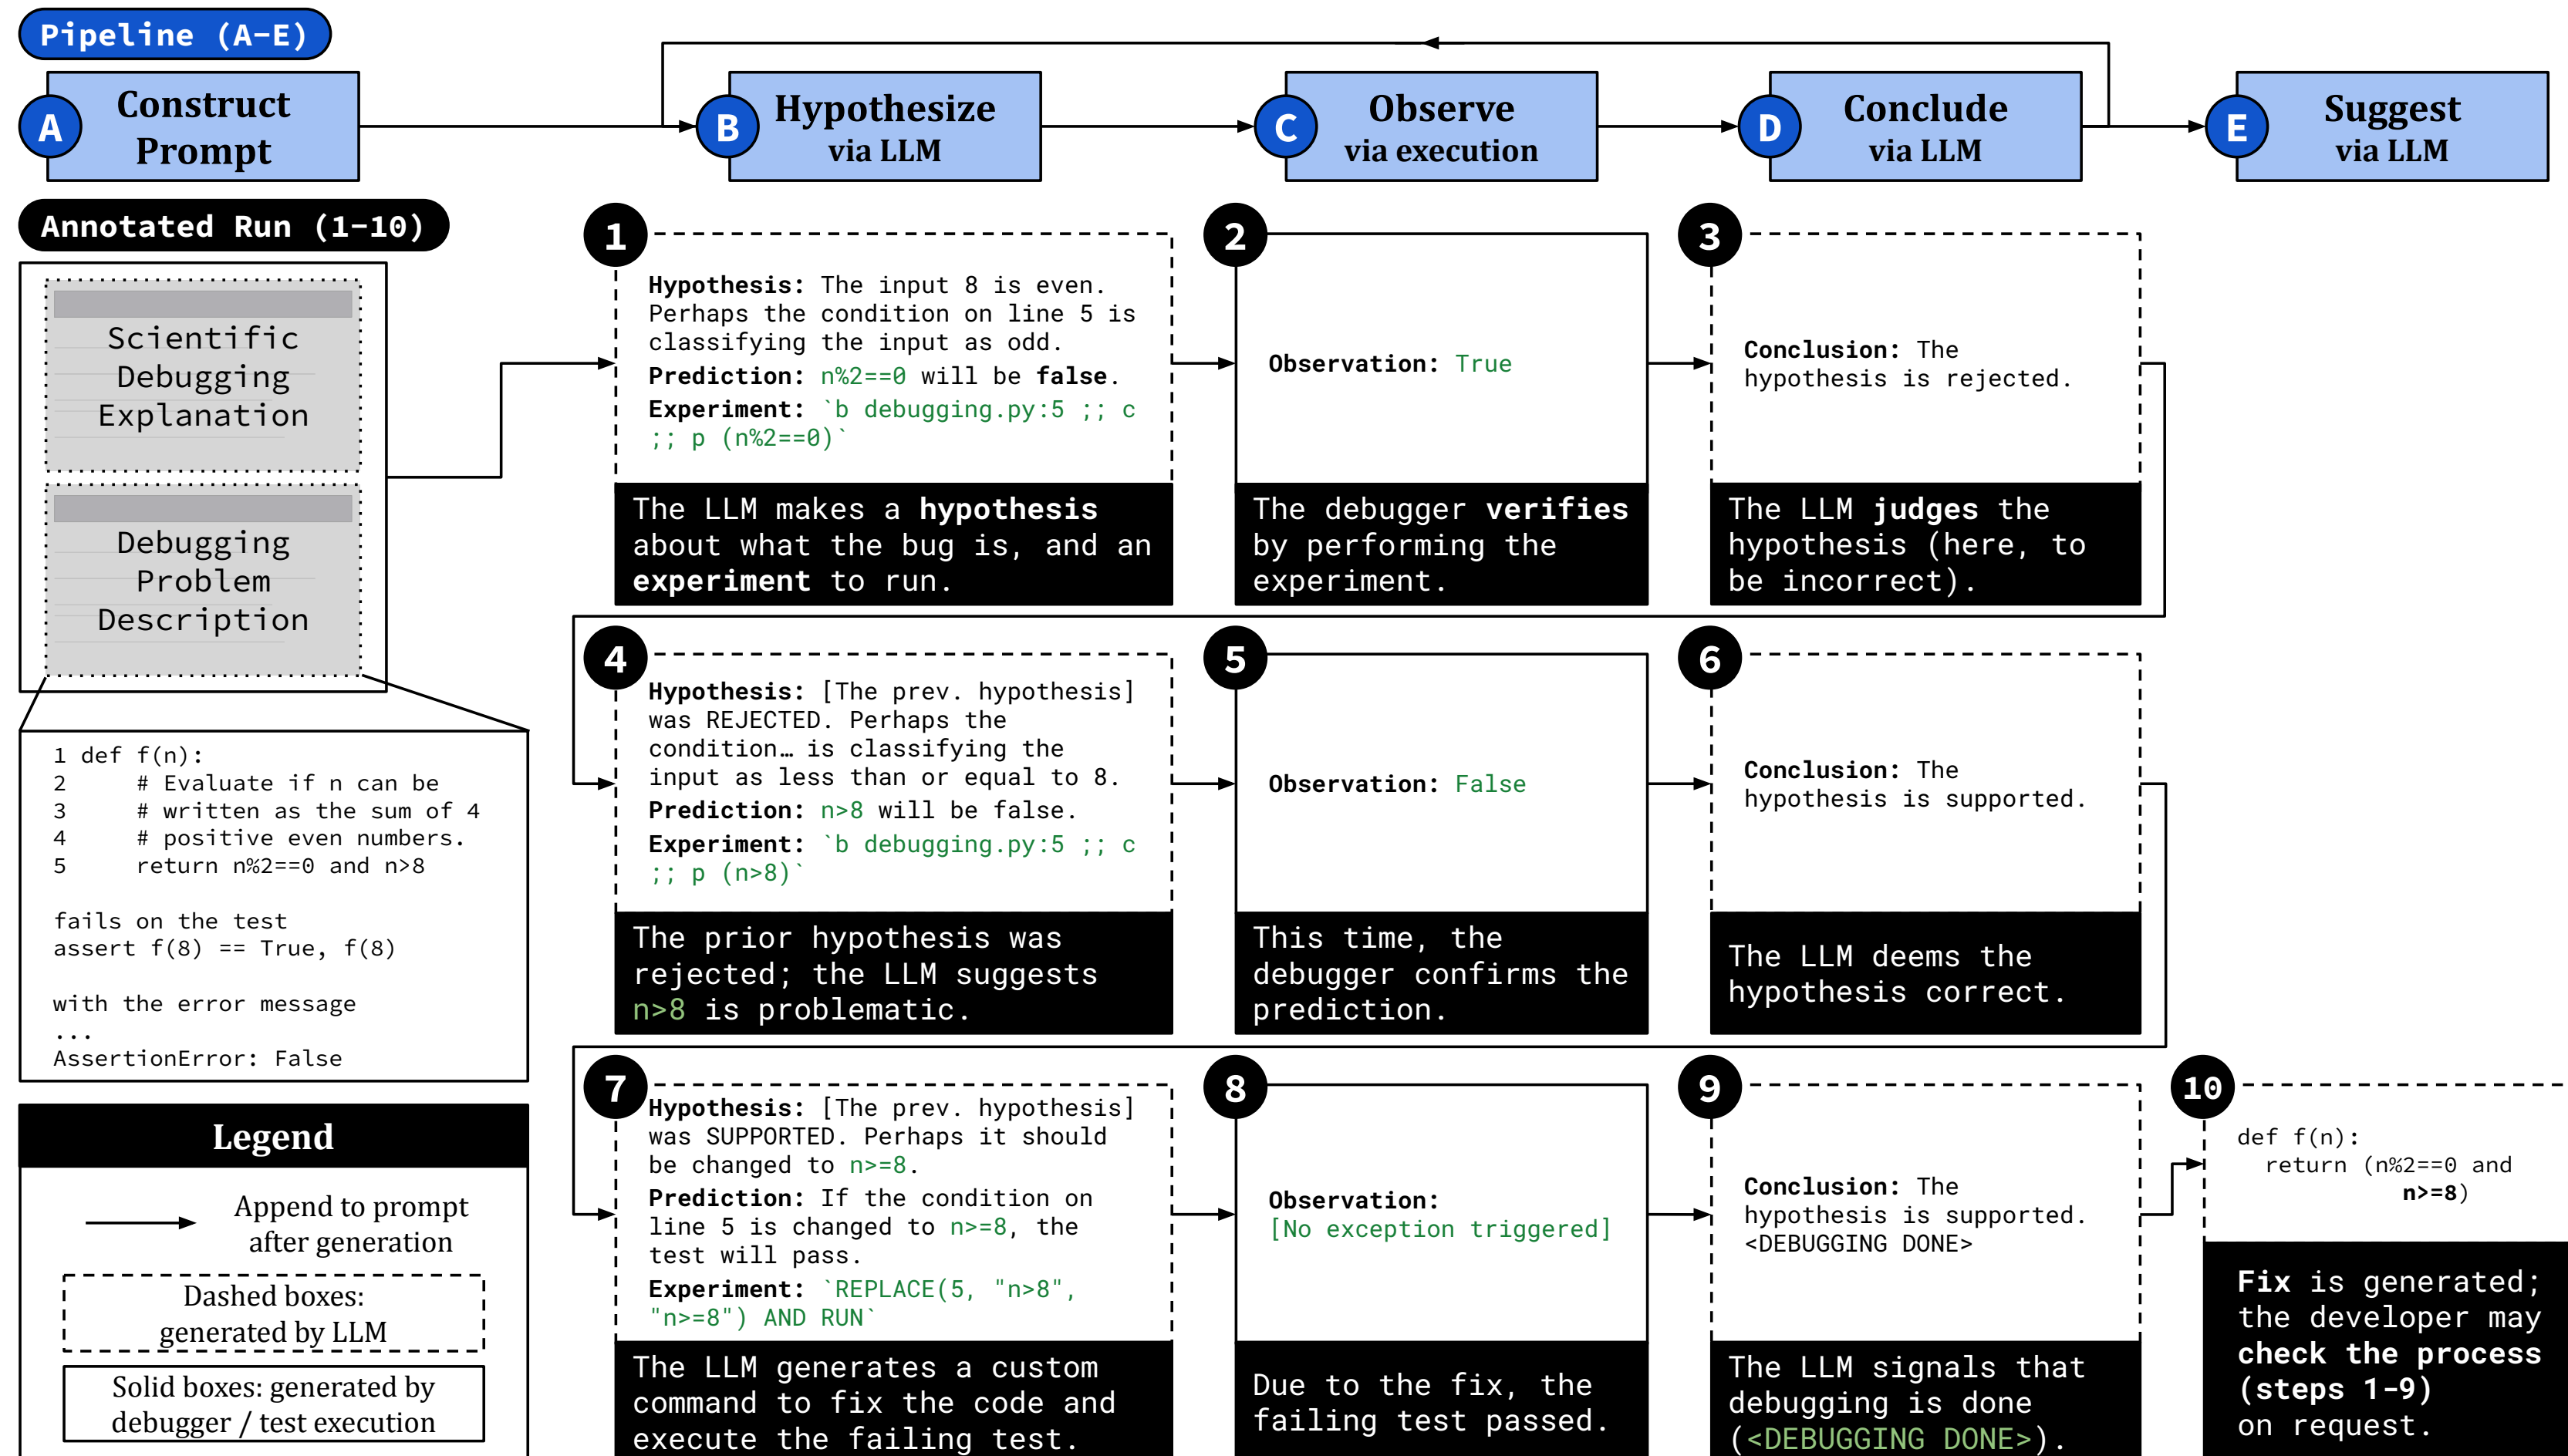 Pipeline (A-E)
A
Construct
Prompt
B
Hypothesize
via LLM
C
Observe
via execution
D
Conclude
via LLM
E
Suggest
via LLM
Annotated Run (1-10)
Scientific
Debugging
Explanation
Debugging
Problem
Description
1 def f(n):
2     # Evaluate if n can be
3     # written as the sum of 4
4     # positive even numbers.
5     return n%2==0 and n>8
fails on the test
assert f(8) == True, f(8)
with the error message
...
AssertionError: False
Legend
Append to prompt
after generation
Dashed boxes:
generated by LLM
Solid boxes: generated by
debugger / test execution
1
Hypothesis: The input 8 is even.
Perhaps the condition on line 5 is
classifying the input as odd.
Prediction: n%2==0 will be false.
Experiment: `b debugging.py:5 ;; c
;; p (n%2==0)`
The LLM makes a hypothesis
about what the bug is, and an
experiment to run.
2
Observation: True
The debugger verifies
by performing the
experiment.
3
Conclusion: The
hypothesis is rejected.
The LLM judges the
hypothesis (here, to
be incorrect).
4
Hypothesis: [The prev. hypothesis]
was REJECTED. Perhaps the
condition… is classifying the
input as less than or equal to 8.
Prediction: n>8 will be false.
Experiment: `b debugging.py:5 ;; c
;; p (n>8)`
The prior hypothesis was
rejected; the LLM suggests
n>8 is problematic.
5
Observation: False
This time, the
debugger confirms the
prediction.
6
Conclusion: The
hypothesis is supported.
The LLM deems the
hypothesis correct.
7
Hypothesis: [The prev. hypothesis]
was SUPPORTED. Perhaps it should
be changed to n>=8.
Prediction: If the condition on
line 5 is changed to n>=8, the
test will pass.
Experiment: `REPLACE(5, "n>8",
"n>=8") AND RUN`
The LLM generates a custom
command to fix the code and
execute the failing test.
8
Observation:
[No exception triggered]
Due to the fix, the
failing test passed.
9
Conclusion: The
hypothesis is supported.
<DEBUGGING DONE>
The LLM signals that
debugging is done
(<DEBUGGING DONE>).
10
def f(n):
return (n%2==0 and
n>=8)
Fix is generated;
the developer may
check the process
(steps 1-9)
on request.